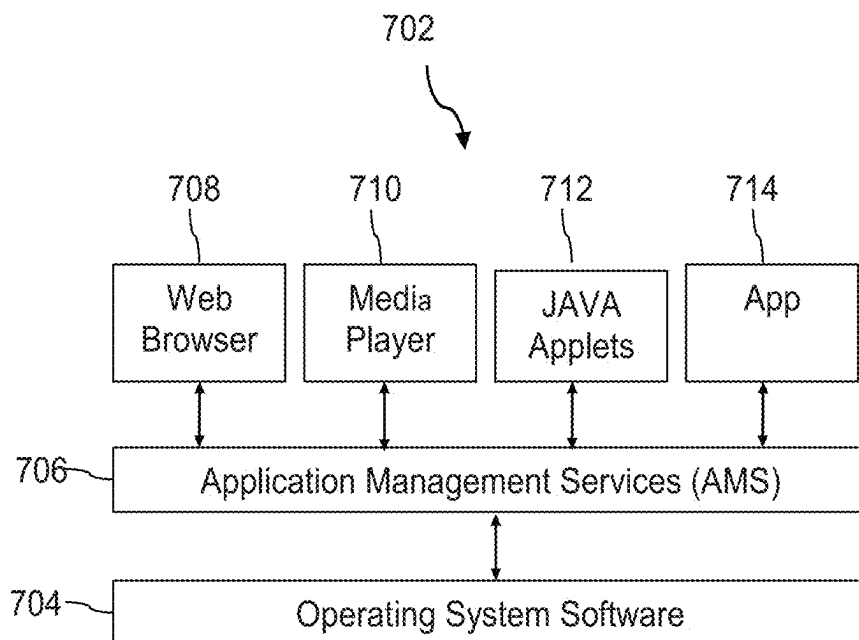 702
708 710 712 714
Web Browser
Media Player
JAVA Applets
App
706
Application Management Services (AMS)
704
Operating System Software